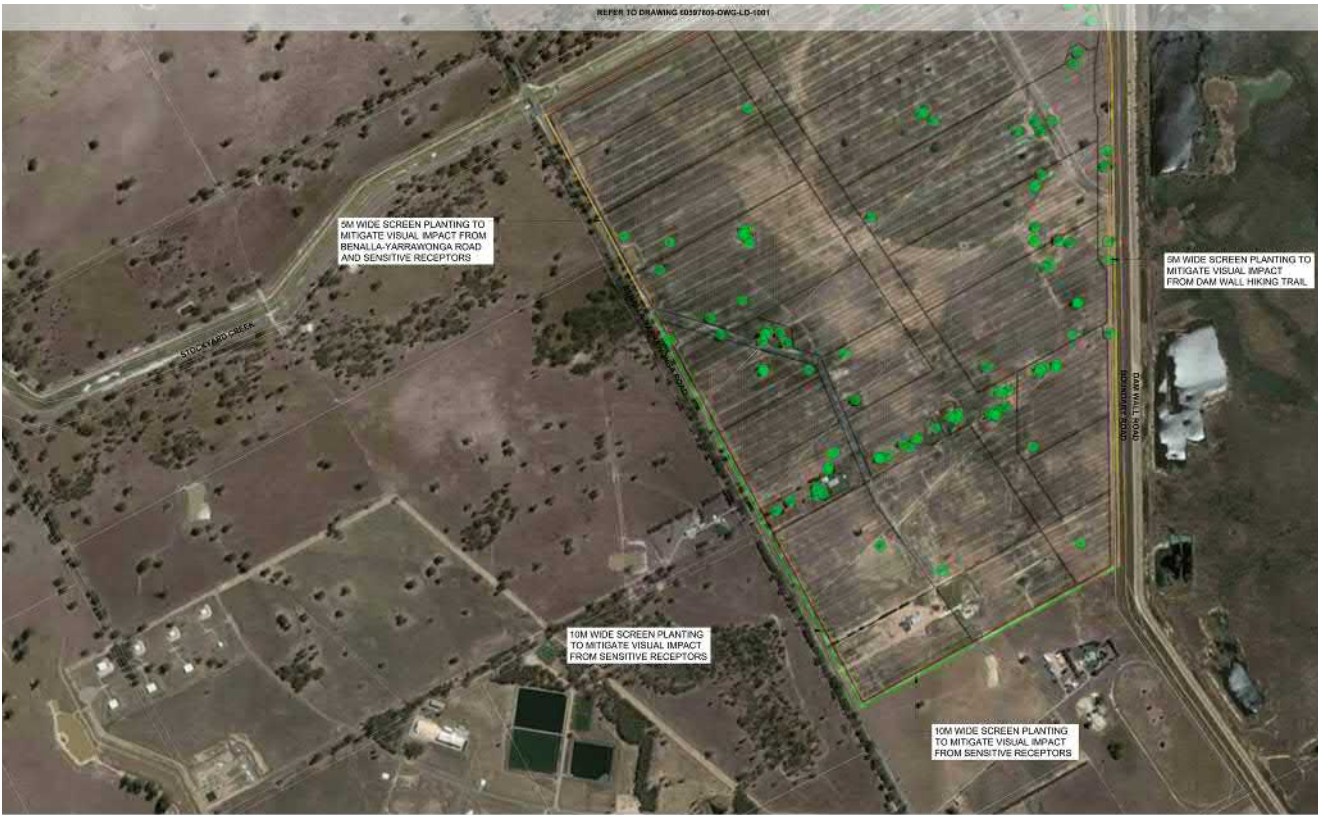 REFER TO DRAWING 60597809-DWG-LD-1001
5M WIDE SCREEN PLANTING TO
MITIGATE VISUAL IMPACT FROM
BENALLA-YARRAWONGA ROAD
AND SENSITIVE RECEPTORS
5M WIDE SCREEN PLANTING TO
MITIGATE VISUAL IMPACT
FROM DAM WALL HIKING TRAIL
STOCKYARD CREEK
ROAD
DAM WALL ROAD
BOUNDARY ROAD
10M WIDE SCREEN PLANTING
TO MITIGATE VISUAL IMPACT
FROM SENSITIVE RECEPTORS
10M WIDE SCREEN PLANTING
TO MITIGATE VISUAL IMPACT
FROM SENSITIVE RECEPTORS